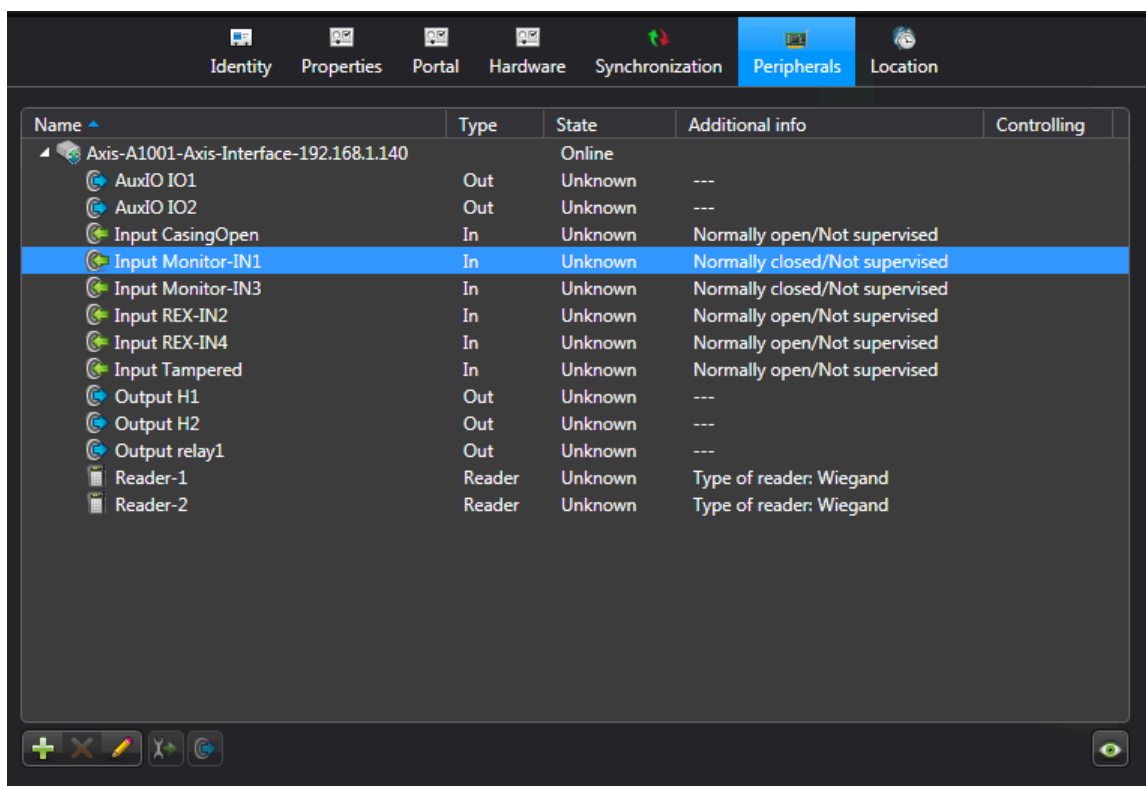 Identity Properties Portal Hardware Synchronization Peripherals Location
Name Type State Additional info Controlling
Axis-A1001-Axis-Interface-192.168.1.140 Online
AuxIO IO1 Out Unknown ---
AuxIO IO2 Out Unknown ---
Input CasingOpen In Unknown Normally open/Not supervised
Input Monitor-IN1 In Unknown Normally closed/Not supervised
Input Monitor-IN3 In Unknown Normally closed/Not supervised
Input REX-IN2 In Unknown Normally open/Not supervised
Input REX-IN4 In Unknown Normally open/Not supervised
Input Tampered In Unknown Normally open/Not supervised
Output H1 Out Unknown ---
Output H2 Out Unknown ---
Output relay1 Out Unknown ---
Reader-1 Reader Unknown Type of reader: Wiegand
Reader-2 Reader Unknown Type of reader: Wiegand